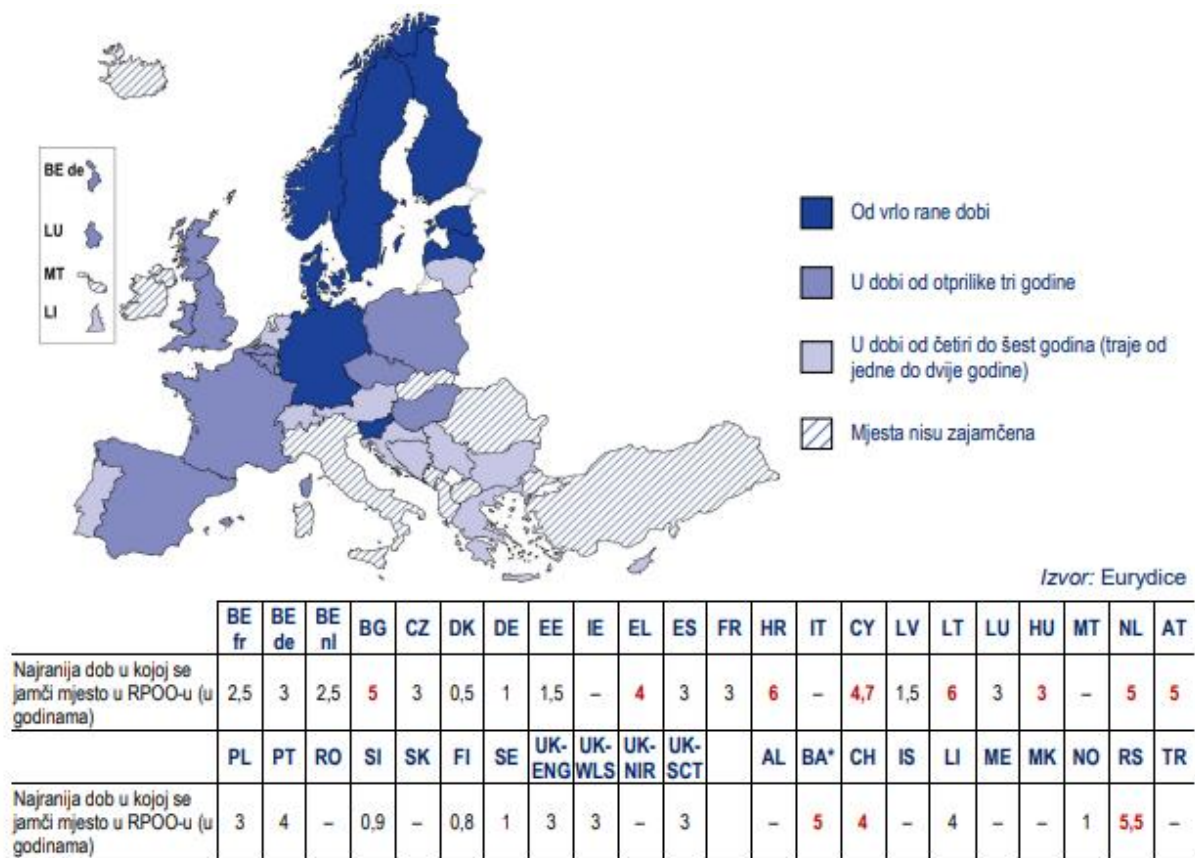 BE de
LU
MT
LI
Od vrlo rane dobi
U dobi od otprilike tri godine
U dobi od četiri do šest godina (traje od
jedne do dvije godine)
Mjesta nisu zajamčena
Izvor: Eurydice
BE fr BE de BE nl BG CZ DK DE EE IE EL ES FR HR IT CY LV LT LU HU MT NL AT
Najranija dob u kojoj se
jamči mjesto u RPOO-u (u
godinama)
2,5 3 2,5 5 3 0,5 1 1,5 – 4 3 3 6 – 4,7 1,5 6 3 3 – 5 5
PL PT RO SI SK FI SE UK-ENG UK-WLS UK-NIR UK-SCT AL BA* CH IS LI ME MK NO RS TR
Najranija dob u kojoj se
jamči mjesto u RPOO-u (u
godinama)
3 4 – 0,9 – 0,8 1 3 3 – 3 – 5 4 – 4 – – 1 5,5 –